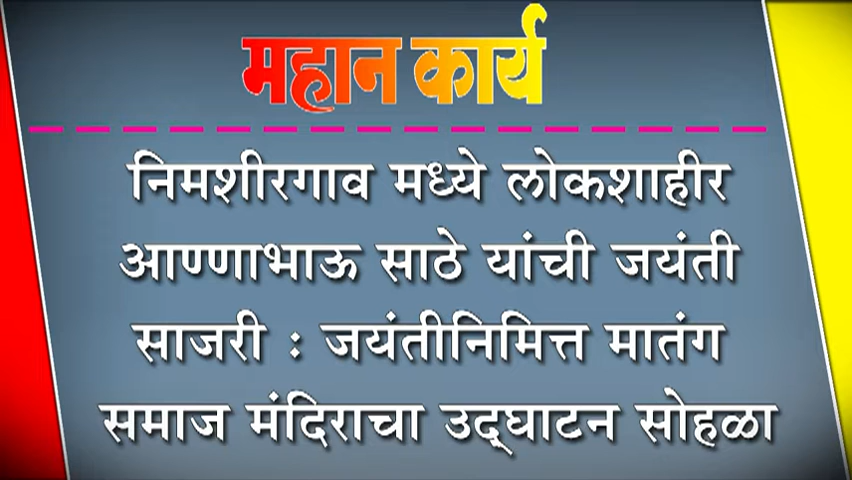 महान कार्य
निमशीरगाव मध्ये लोकशाहीर
आण्णाभाऊ साठे यांची जयंती
साजरी : जयंतीनिमित्त मातंग
समाज मंदिराचा उद्‌घाटन सोहळा